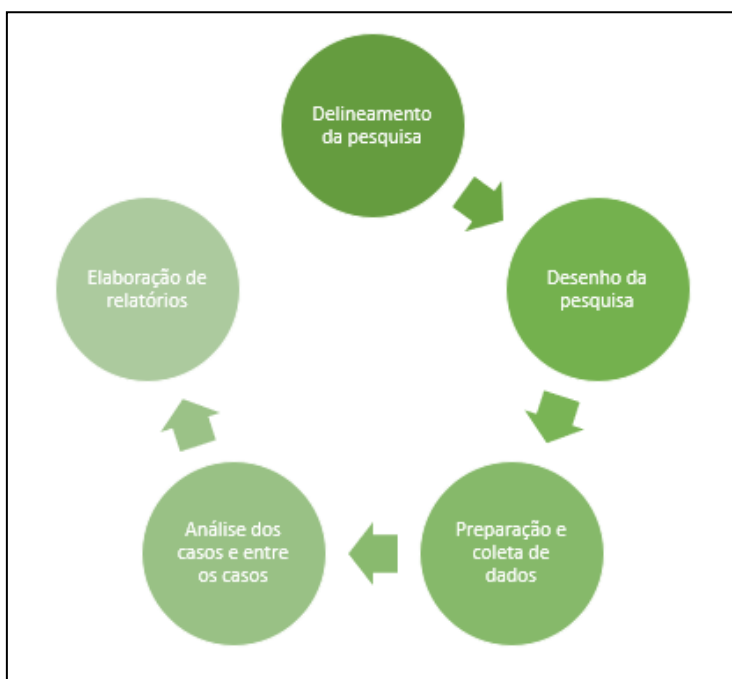 Delineamento
da pesquisa
Desenho da
pesquisa
Preparação e
coleta de
dados
Análise dos
casos e entre
os casos
Elaboração de
relatórios